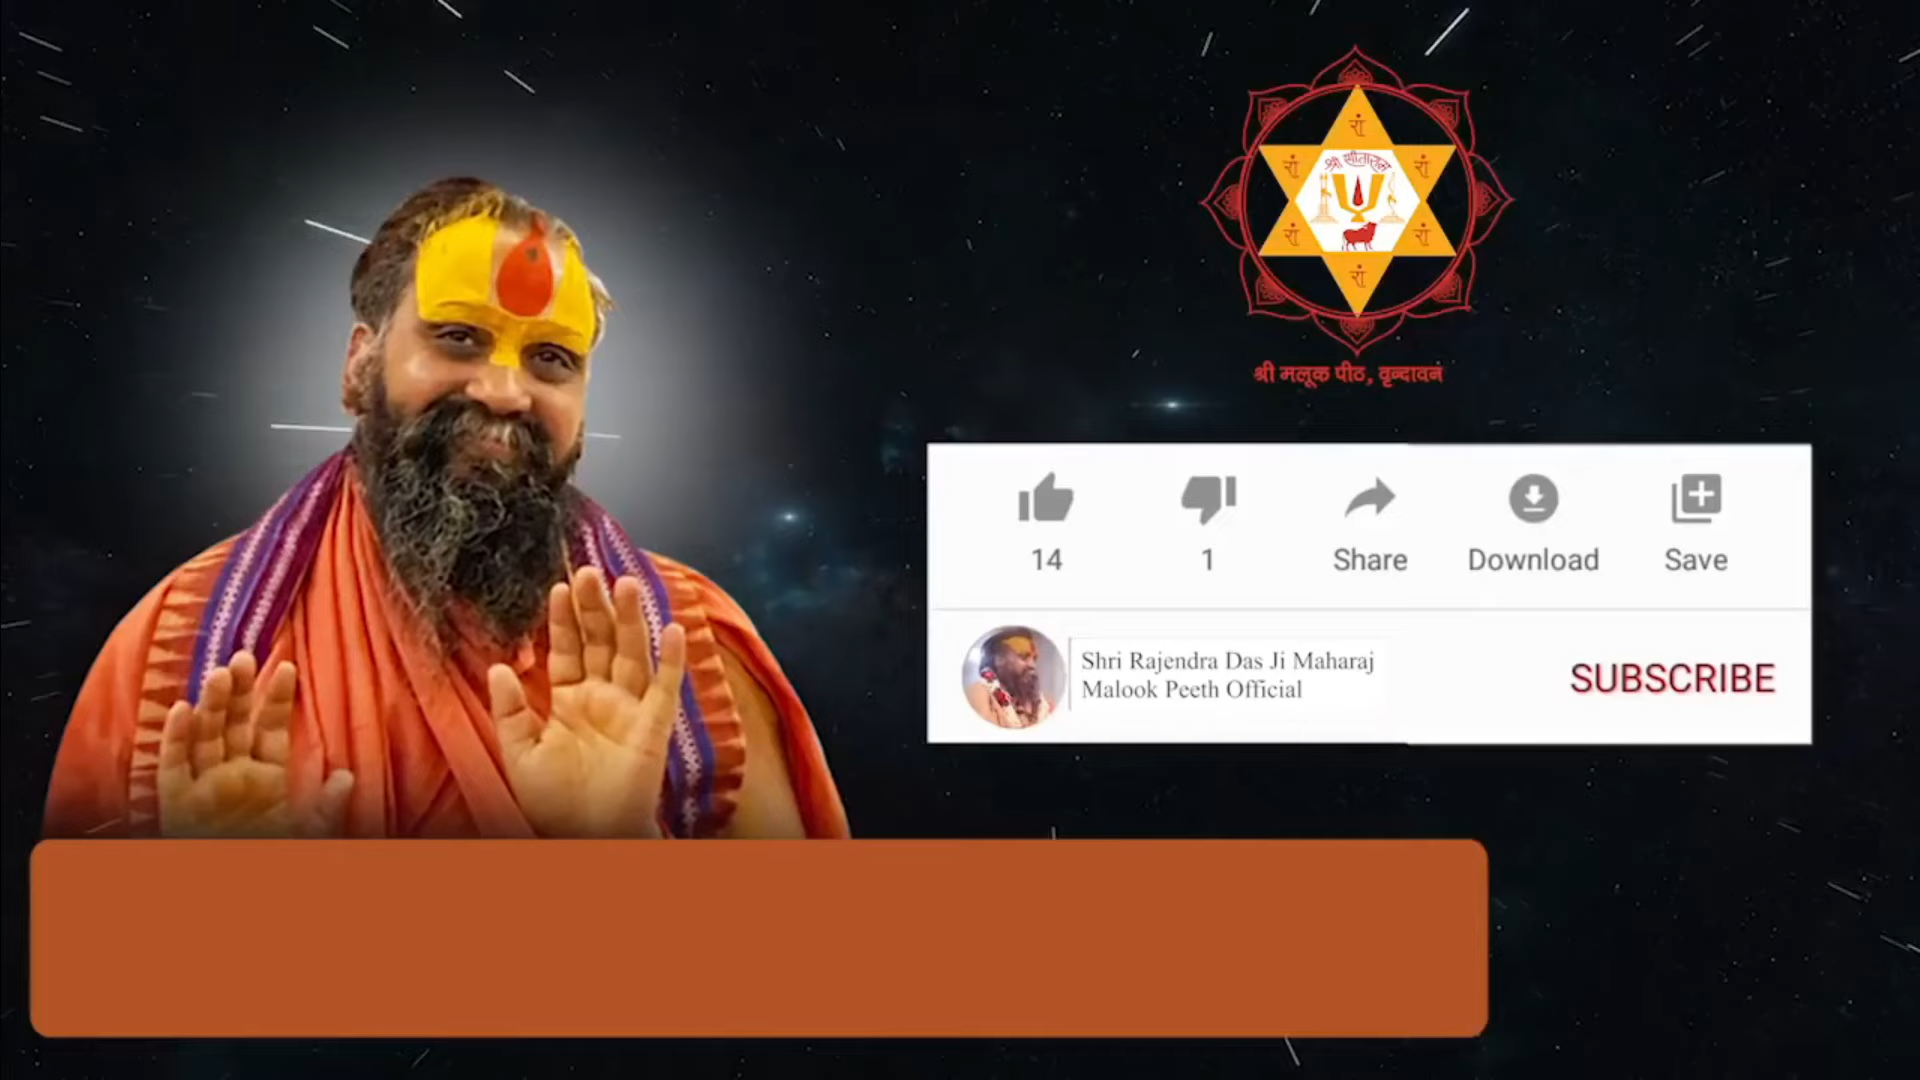 रां
रां
रां
श्री सीताराम
रां
रां
रां
श्री मलूक पीठ, वृन्दावन
14
1
Share
Download
Save
Shri Rajendra Das Ji Maharaj
Malook Peeth Official
SUBSCRIBE